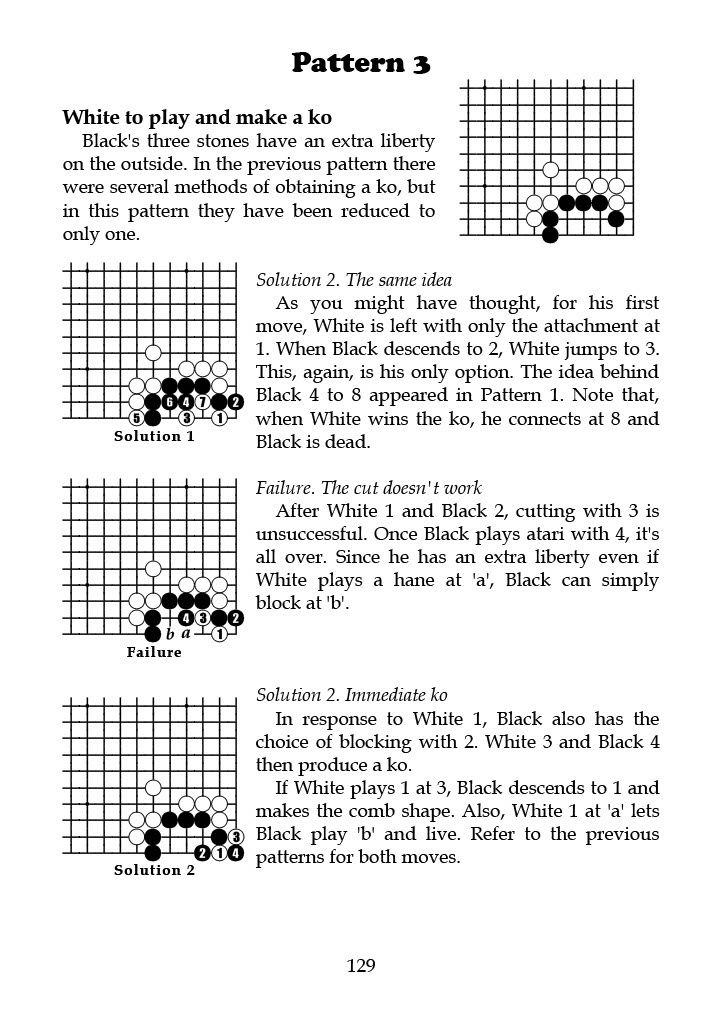 Pattern 3
White to play and make a ko
Black's three stones have an extra liberty
on the outside. In the previous pattern there
were several methods of obtaining a ko, but
in this pattern they have been reduced to
only one.
6 4 7 2
5 3 1
Solution 1
Solution 2. The same idea
As you might have thought, for his first
move, White is left with only the attachment at
1. When Black descends to 2, White jumps to 3.
This, again, is his only option. The idea behind
Black 4 to 8 appeared in Pattern 1. Note that,
when White wins the ko, he connects at 8 and
Black is dead.
4 3 2
b a 1
Failure
Failure. The cut doesn't work
After White 1 and Black 2, cutting with 3 is
unsuccessful. Once Black plays atari with 4, it's
all over. Since he has an extra liberty even if
White plays a hane at 'a', Black can simply
block at 'b'.
3
2 1 4
Solution 2
Solution 2. Immediate ko
In response to White 1, Black also has the
choice of blocking with 2. White 3 and Black 4
then produce a ko.
If White plays 1 at 3, Black descends to 1 and
makes the comb shape. Also, White 1 at 'a' lets
Black play 'b' and live. Refer to the previous
patterns for both moves.
129